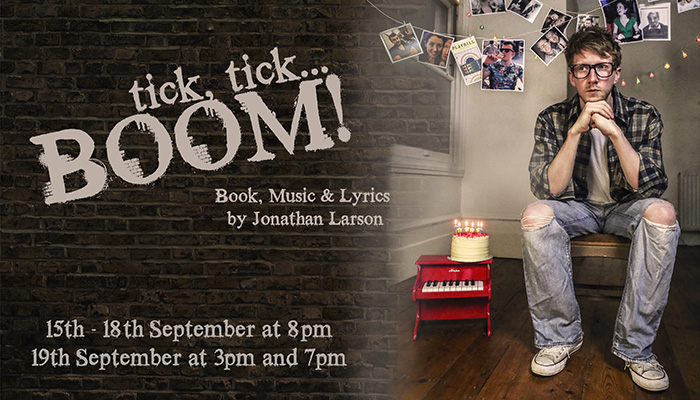 tick, tick...
BOOM!
Book, Music & Lyrics
by Jonathan Larson
15th - 18th September at 8pm
19th September at 3pm and 7pm
PLAYBILL